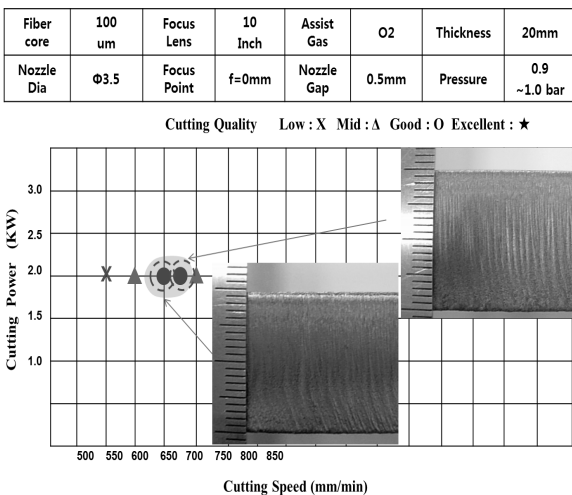 Fiber core 100 um Focus Lens 10 Inch Assist Gas O2 Thickness 20mm
Nozzle Dia Φ3.5 Focus Point f=0mm Nozzle Gap 0.5mm Pressure 0.9 ~1.0 bar
Cutting Quality Low : X Mid : Δ Good : O Excellent : ★
Cutting Power (KW)
3.0
2.5
2.0
1.5
1.0
X
500 550 600 650 700 750 800 850
Cutting Speed (mm/min)